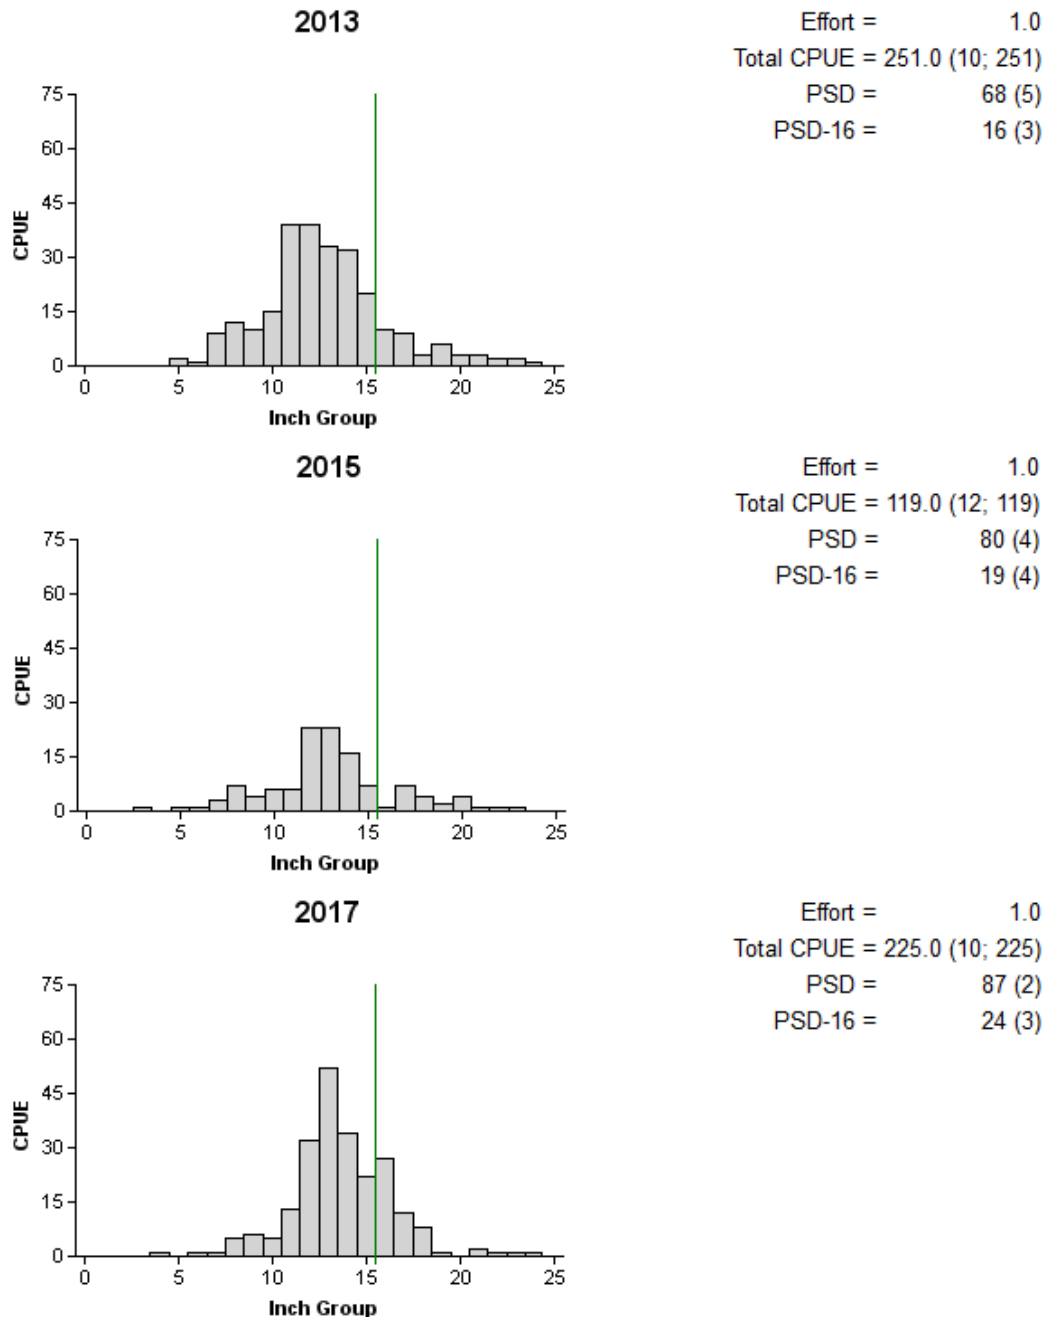 2013
Effort = 1.0
Total CPUE = 251.0 (10; 251)
PSD = 68 (5)
PSD-16 = 16 (3)
75
60
45
30
15
0
CPUE
0 5 10 15 20 25
Inch Group
2015
Effort = 1.0
Total CPUE = 119.0 (12; 119)
PSD = 80 (4)
PSD-16 = 19 (4)
75
60
45
30
15
0
CPUE
0 5 10 15 20 25
Inch Group
2017
Effort = 1.0
Total CPUE = 225.0 (10; 225)
PSD = 87 (2)
PSD-16 = 24 (3)
75
60
45
30
15
0
CPUE
0 5 10 15 20 25
Inch Group